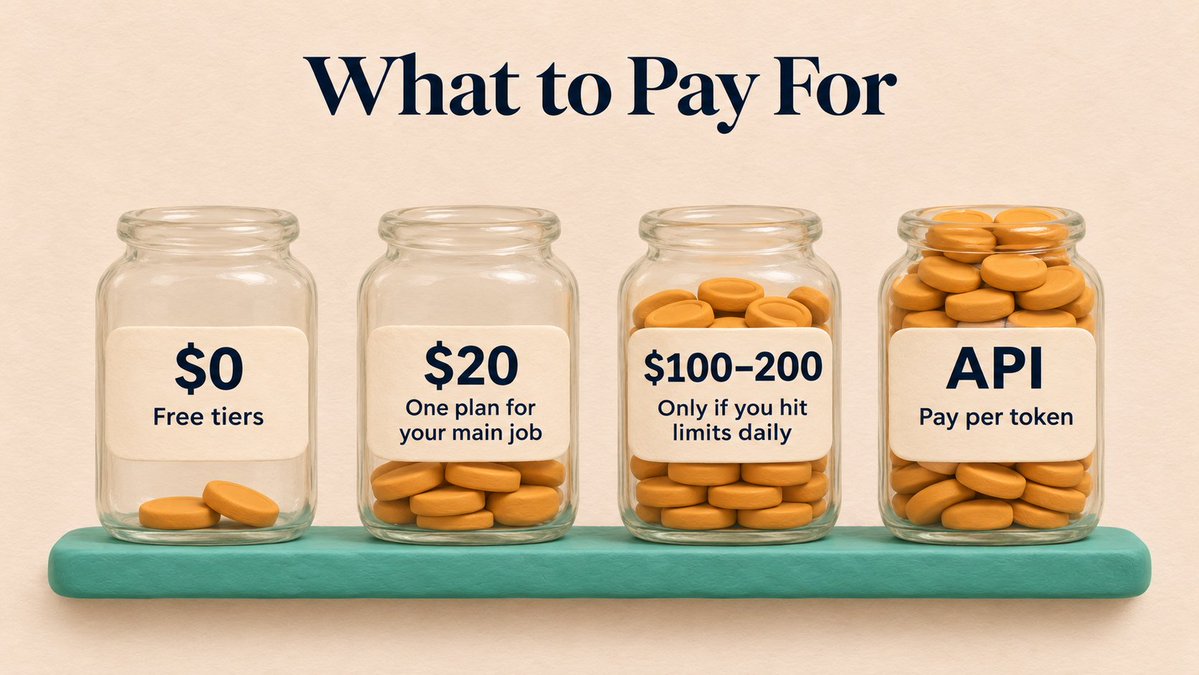 What to Pay For
$0
Free tiers
$20
One plan for
your main job
$100–200
Only if you hit
limits daily
API
Pay per token